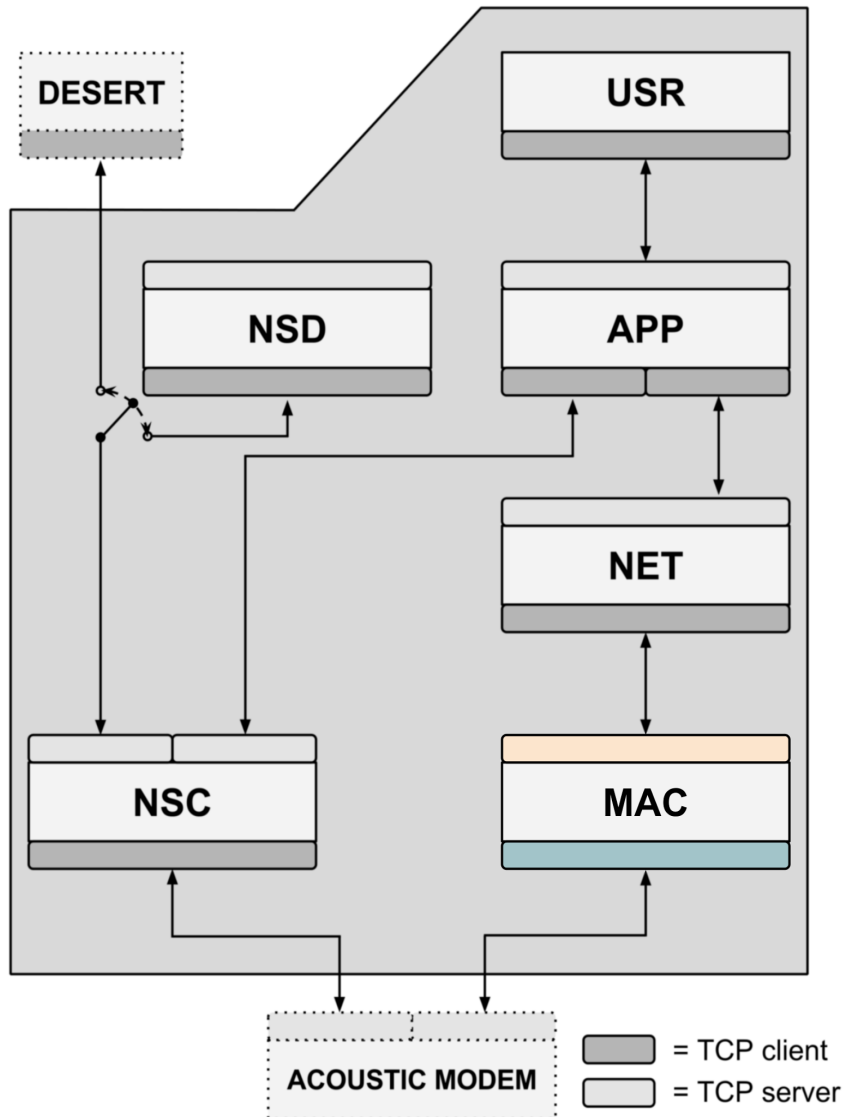 DESERT
USR
NSD
APP
NET
NSC
MAC
ACOUSTIC MODEM
= TCP client
= TCP server